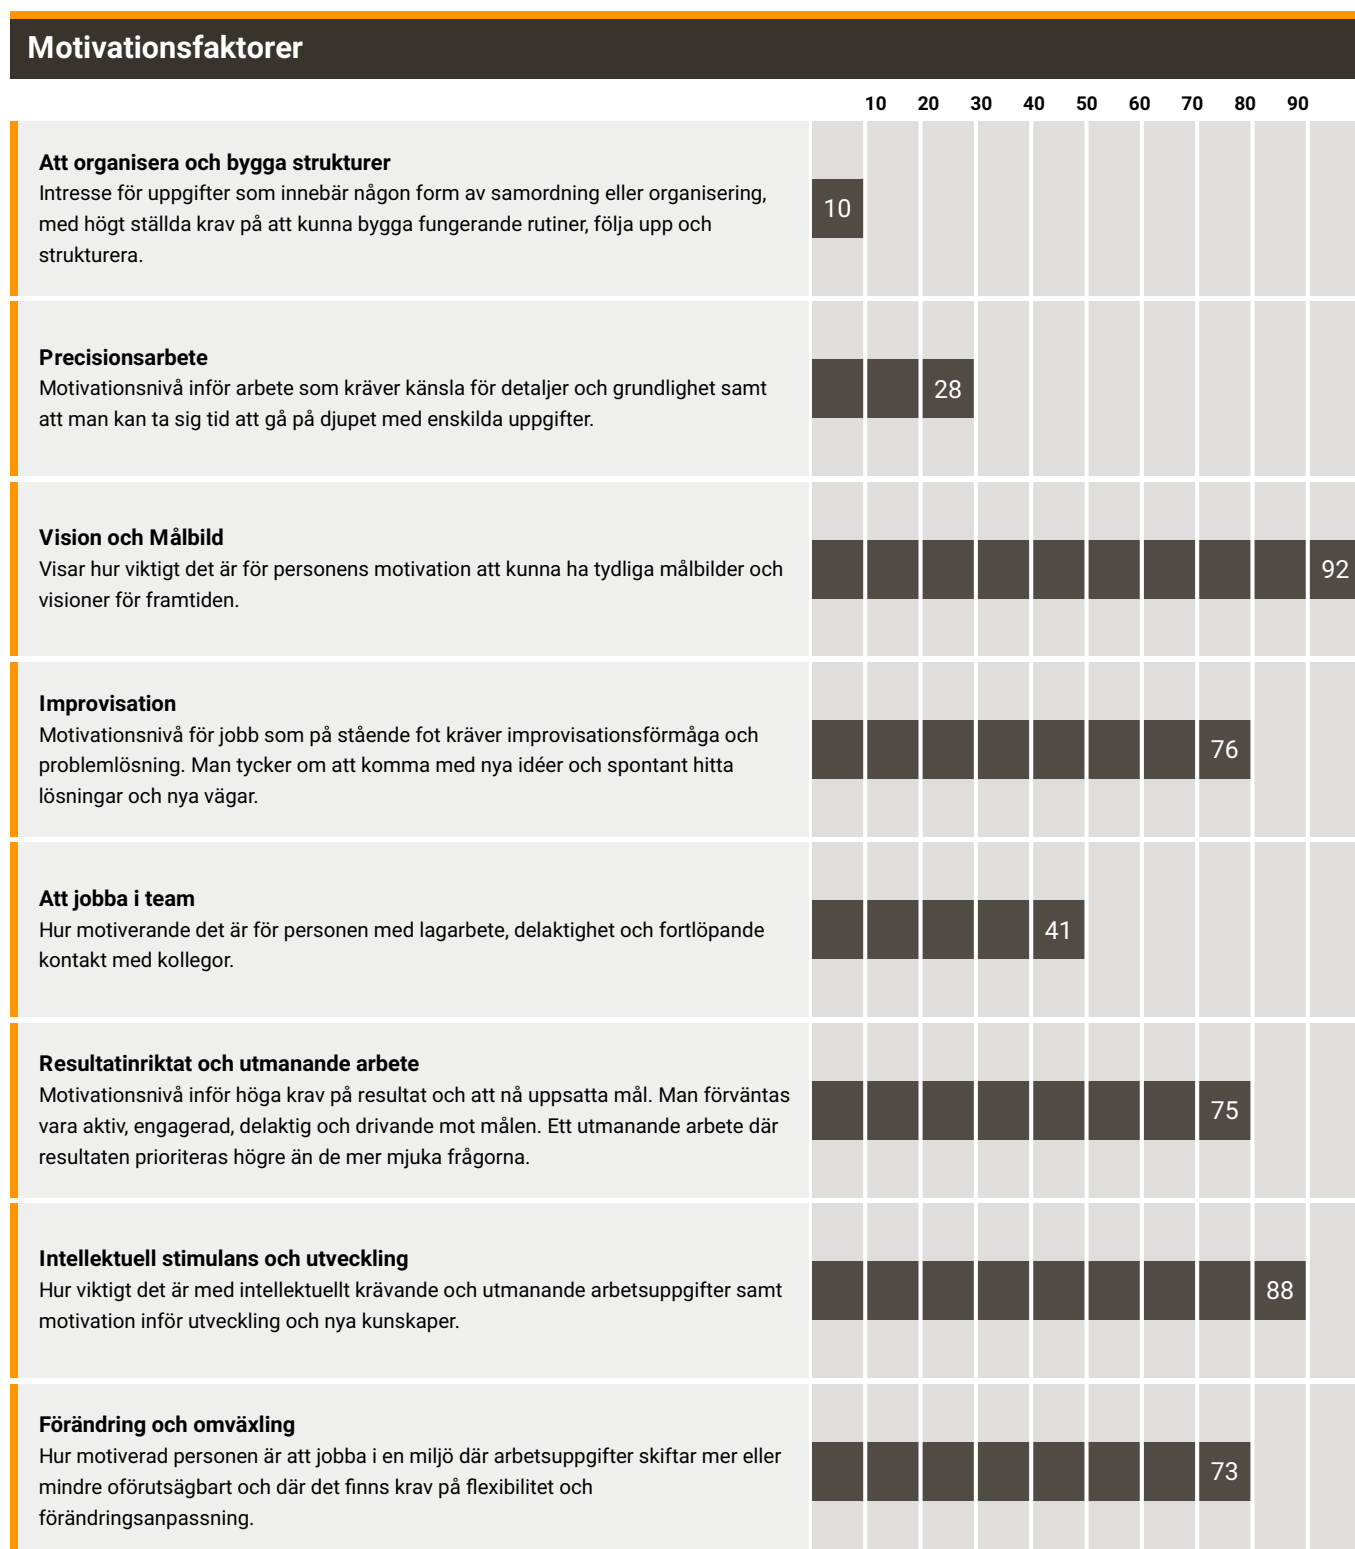 Motivationsfaktorer
10 20 30 40 50 60 70 80 90
Att organisera och bygga strukturer
Intresse för uppgifter som innebär någon form av samordning eller organisering,
med högt ställda krav på att kunna bygga fungerande rutiner, följa upp och
strukturera.
10
Precisionsarbete
Motivationsnivå inför arbete som kräver känsla för detaljer och grundlighet samt
att man kan ta sig tid att gå på djupet med enskilda uppgifter.
28
Vision och Målbild
Visar hur viktigt det är för personens motivation att kunna ha tydliga målbilder och
visioner för framtiden.
92
Improvisation
Motivationsnivå för jobb som på stående fot kräver improvisationsförmåga och
problemlösning. Man tycker om att komma med nya idéer och spontant hitta
lösningar och nya vägar.
76
Att jobba i team
Hur motiverande det är för personen med lagarbete, delaktighet och fortlöpande
kontakt med kollegor.
41
Resultatinriktat och utmanande arbete
Motivationsnivå inför höga krav på resultat och att nå uppsatta mål. Man förväntas
vara aktiv, engagerad, delaktig och drivande mot målen. Ett utmanande arbete där
resultaten prioriteras högre än de mer mjuka frågorna.
75
Intellektuell stimulans och utveckling
Hur viktigt det är med intellektuellt krävande och utmanande arbetsuppgifter samt
motivation inför utveckling och nya kunskaper.
88
Förändring och omväxling
Hur motiverad personen är att jobba i en miljö där arbetsuppgifter skiftar mer eller
mindre oförutsägbart och där det finns krav på flexibilitet och
förändringsanpassning.
73